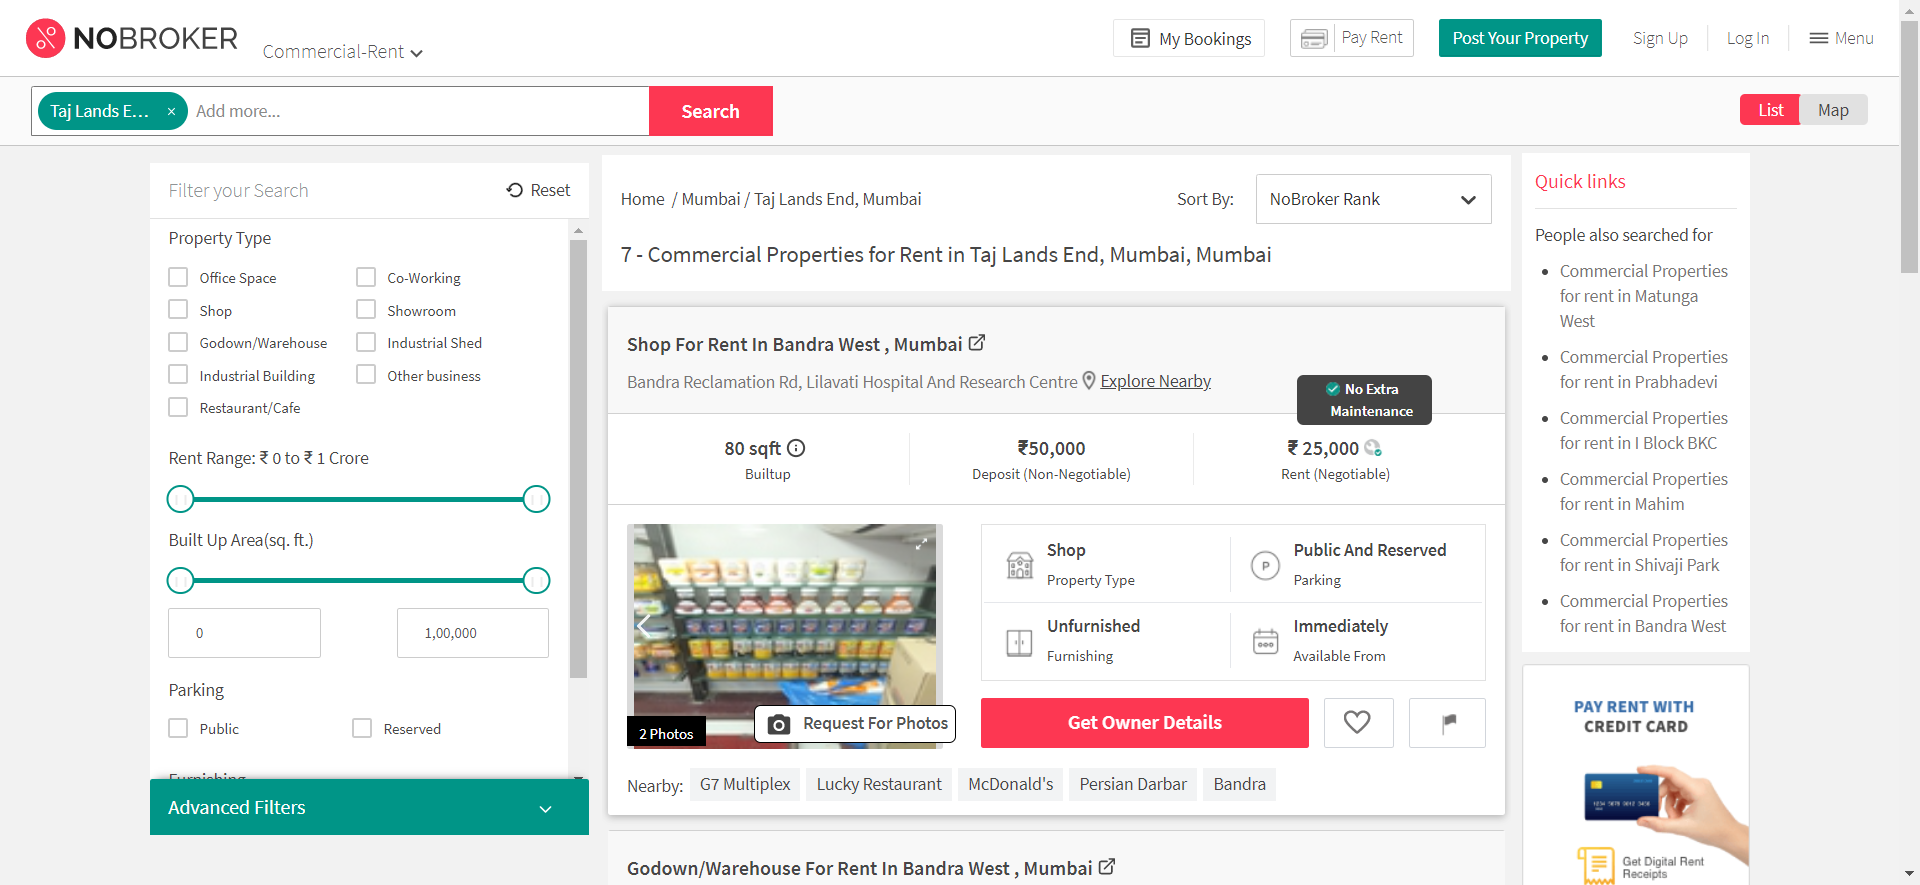 NOBROKER
Commercial-Rent
My Bookings
Pay Rent
Post Your Property
Sign Up
Log In
Menu
Taj Lands E... ×
Add more...
Search
List
Map
Filter your Search
Reset
Property Type
Office Space
Co-Working
Shop
Showroom
Godown/Warehouse
Industrial Shed
Industrial Building
Other business
Restaurant/Cafe
Rent Range: ₹ 0 to ₹ 1 Crore
Built Up Area(sq. ft.)
0
1,00,000
Parking
Public
Reserved
Furnishing
Advanced Filters
Home / Mumbai / Taj Lands End, Mumbai
Sort By:
NoBroker Rank
7 - Commercial Properties for Rent in Taj Lands End, Mumbai, Mumbai
Shop For Rent In Bandra West , Mumbai
Bandra Reclamation Rd, Lilavati Hospital And Research Centre
Explore Nearby
No Extra
Maintenance
80 sqft
Builtup
₹50,000
Deposit (Non-Negotiable)
₹ 25,000
Rent (Negotiable)
2 Photos
Request For Photos
Shop
Property Type
P
Public And Reserved
Parking
Unfurnished
Furnishing
Immediately
Available From
Get Owner Details
Nearby:
G7 Multiplex
Lucky Restaurant
McDonald's
Persian Darbar
Bandra
Godown/Warehouse For Rent In Bandra West , Mumbai
Quick links
People also searched for
Commercial Properties
for rent in Matunga
West
Commercial Properties
for rent in Prabhadevi
Commercial Properties
for rent in I Block BKC
Commercial Properties
for rent in Mahim
Commercial Properties
for rent in Shivaji Park
Commercial Properties
for rent in Bandra West
PAY RENT WITH
CREDIT CARD
Get Digital Rent
Receipts